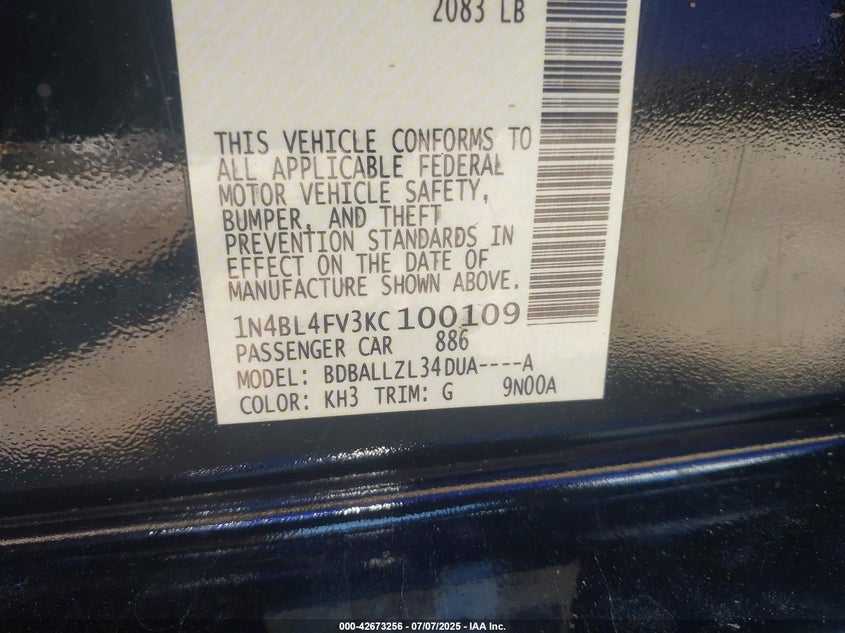 2083 LB
THIS VEHICLE CONFORMS TO
ALL APPLICABLE FEDERAL
MOTOR VEHICLE SAFETY,
BUMPER, AND THEFT
PREVENTION STANDARDS IN
EFFECT ON THE DATE OF
MANUFACTURE SHOWN ABOVE.
1N4BL4FV3KC100109
PASSENGER CAR 886
MODEL: BDBALLZL34DUA----A
COLOR: KH3 TRIM: G 9N00A
000-42673256 - 07/07/2025 - IAA Inc.